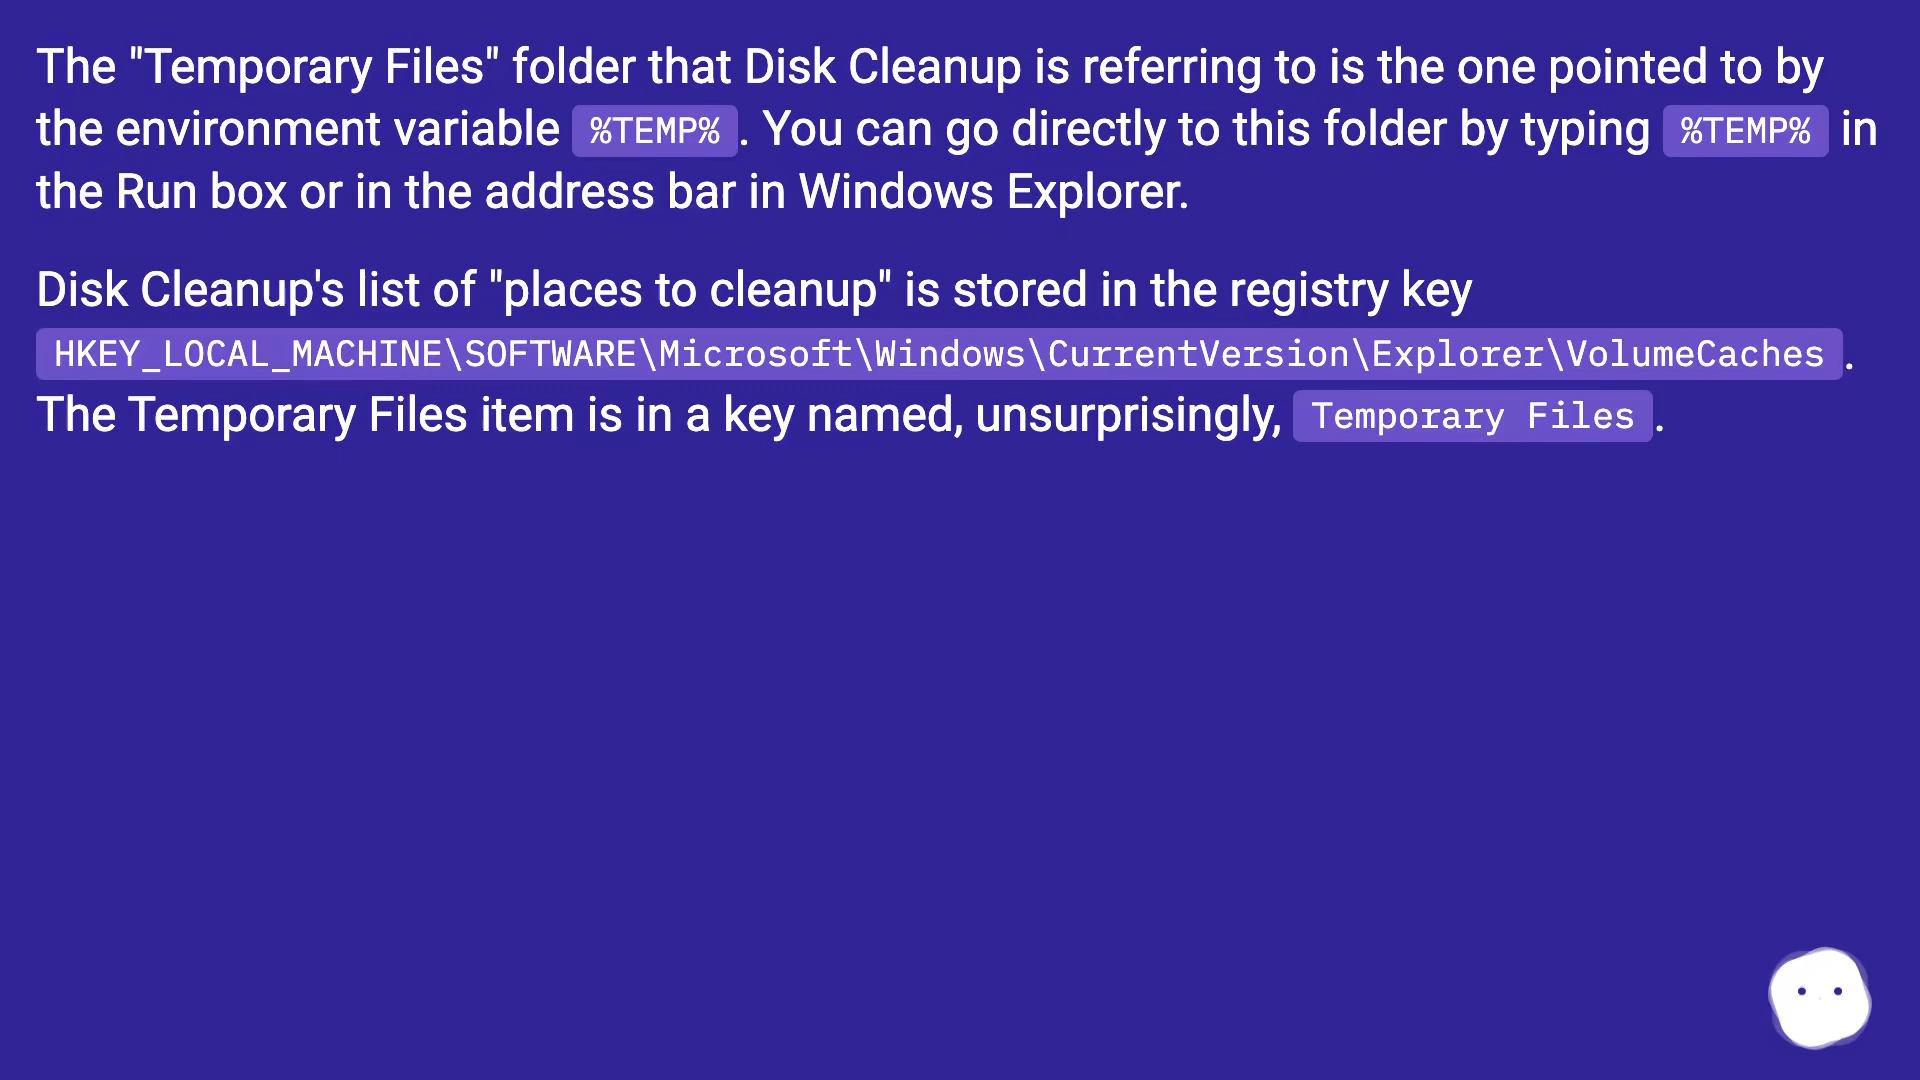 The "Temporary Files" folder that Disk Cleanup is referring to is the one pointed to by
the environment variable %TEMP%. You can go directly to this folder by typing %TEMP% in
the Run box or in the address bar in Windows Explorer.
Disk Cleanup's list of "places to cleanup" is stored in the registry key
HKEY_LOCAL_MACHINE\SOFTWARE\Microsoft\Windows\CurrentVersion\Explorer\VolumeCaches.
The Temporary Files item is in a key named, unsurprisingly, Temporary Files.